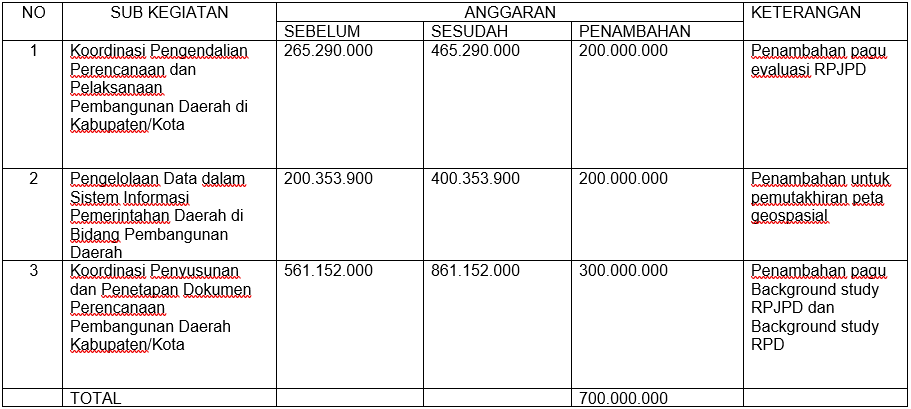 NO SUB KEGIATAN ANGGARAN KETERANGAN
SEBELUM SESUDAH PENAMBAHAN
1 Koordinasi Pengendalian 265.290.000 465.290.000 200.000.000 Penambahan pagu
Perencanaan dan evaluasi RPJPD
Pelaksanaan
Pembangunan Daerah di
Kabupaten/Kota
2 Pengelolaan Data dalam 200.353.900 400.353.900 200.000.000 Penambahan untuk
Sistem Informasi pemutakhiran peta
Pemerintahan Daerah di geospasial
Bidang Pembangunan
Daerah
3 Koordinasi Penyusunan 561.152.000 861.152.000 300.000.000 Penambahan pagu
dan Penetapan Dokumen Background study
Perencanaan RPJPD dan
Pembangunan Daerah Background study
Kabupaten/Kota RPD
TOTAL 700.000.000